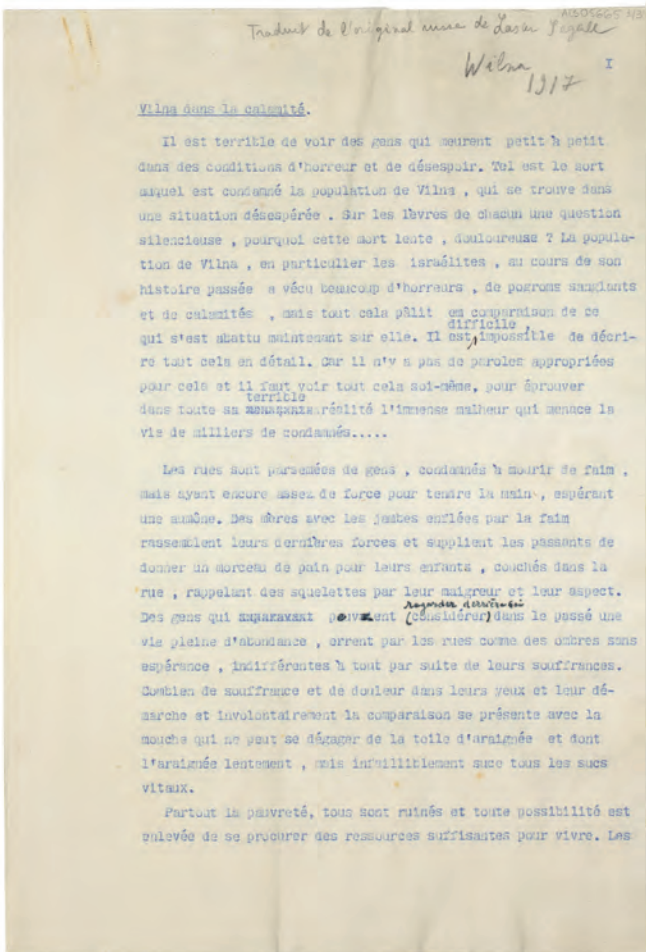 Traduit de l'original russe de Lasar Segall
Wilna
1917
I
Vilna dans la calamité.
Il est terrible de voir des gens qui meurent petit à petit
dans des conditions d'horreur et de désespoir. Tel est le sort
auquel est condamné la population de Vilna , qui se trouve dans
une situation désespérée . Sur les lèvres de chacun une question
silencieuse , pourquoi cette mort lente , douloureuse ? La popula-
tion de Vilna , en particulier les israélites , au cours de son
histoire passée a vécu beaucoup d'horreurs , de pogroms sanglants
et de calamités , mais tout cela pâlit en comparaison de ce
difficile,
qui s'est abattu maintenant sur elle. Il est impossible de décri-
re tout cela en détail. Car il n'y a pas de paroles appropriées
pour cela et il faut voir tout cela soi-même, pour éprouver
terrible
dans toute sa réalité l'immense malheur qui menace la
vie de milliers de condamnés.....
Les rues sont parsemées de gens , condamnés à mourir de faim ,
mais ayant encore assez de force pour tendre la main , espérant
une aumône. Des mères avec les jambes enflées par la faim
rassemblent leurs dernières forces et supplient les passants de
donner un morceau de pain pour leurs enfants , couchés dans la
rue , rappelant des squelettes par leur maigreur et leur aspect.
regarder derrière soi
Des gens qui peuvent (considérer) dans le passé une
vie pleine d'abondance , errent par les rues comme des ombres sans
espérance , indifférentes à tout par suite de leurs souffrances.
Combien de souffrance et de douleur dans leurs yeux et leur dé-
marche et involontairement la comparaison se présente avec la
mouche qui ne peut se dégager de la toile d'araignée et dont
l'araignée lentement , mais infailliblement suce tous les sucs
vitaux.
Partout la pauvreté, tous sont ruinés et toute possibilité est
enlevée de se procurer des ressources suffisantes pour vivre. Les